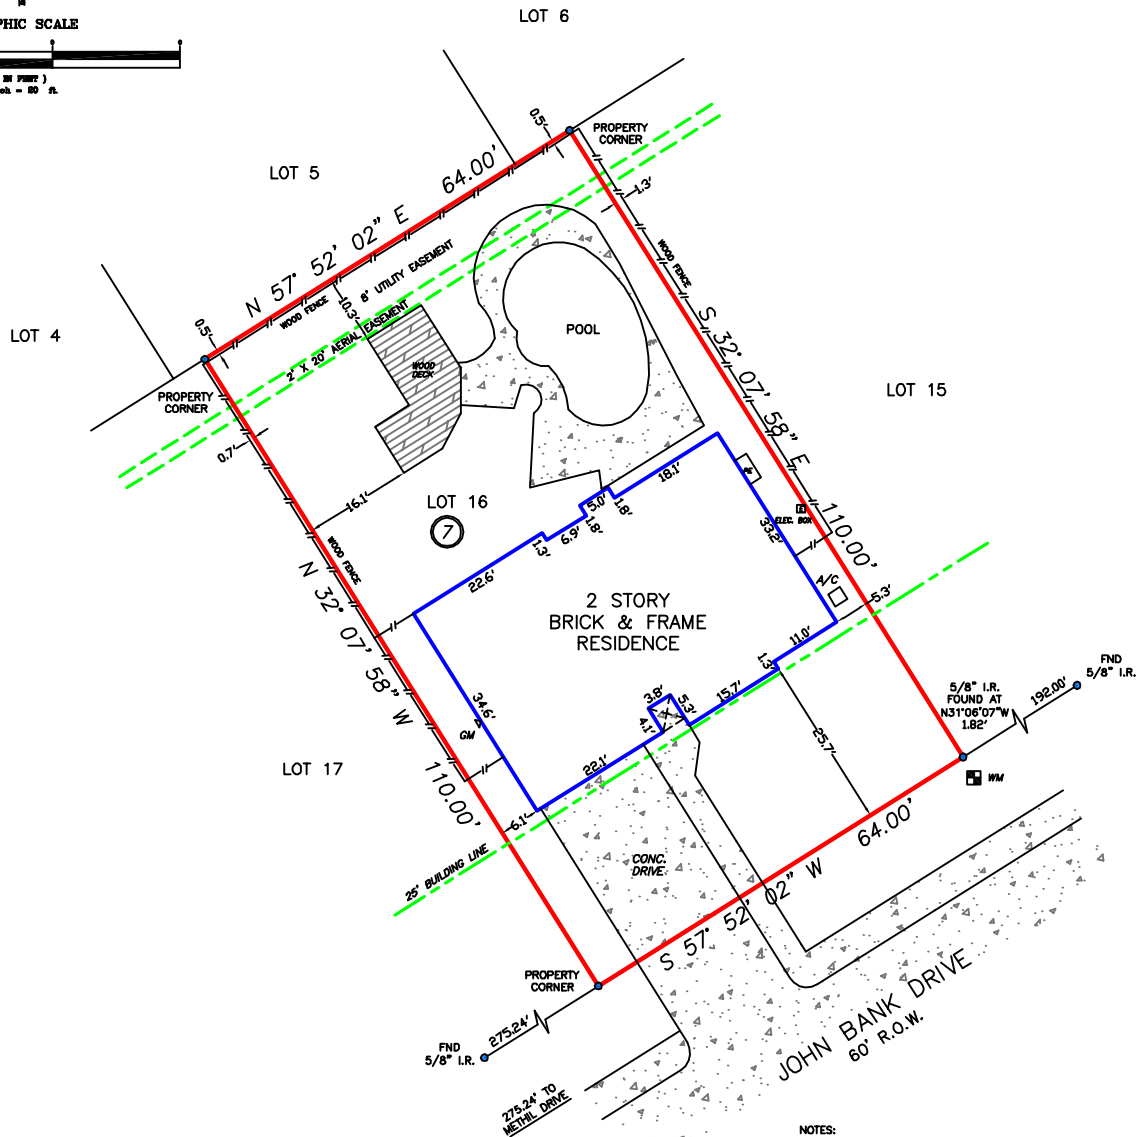 PHIC SCALE
0
0
( IN FEET )
ch = 20 ft.
LOT 6
0.5'
PROPERTY
CORNER
LOT 5
64.00'
N 57° 52' 02" E
1.3'
WOOD FENCE
8' UTILITY EASEMENT
WOOD FENCE
10.3'
2' X 20' AERIAL EASEMENT
0.5'
LOT 4
POOL
S 32° 07' 58" E
WOOD
DECK
PROPERTY
CORNER
LOT 15
0.7'
16.1'
LOT 16
7
5.0'
1.8'
18.1'
PE
E
ELEC. BOX
110.00'
33.2'
6.9'
1.8'
1.3'
WOOD FENCE
22.6'
N 32° 07' 58" W
A/C
5.3'
2 STORY
BRICK & FRAME
RESIDENCE
11.0'
1.3'
15.7'
3.8'
5.3'
4.1'
34.6'
GM
22.1'
25.7'
FND
5/8" I.R.
5/8" I.R.
FOUND AT
N31°06'07"W
1.82'
192.00'
WM
LOT 17
110.00'
6.1'
64.00'
25' BUILDING LINE
CONC.
DRIVE
S 57° 52' 02" W
PROPERTY
CORNER
JOHN BANK DRIVE
60' R.O.W.
275.24'
FND
5/8" I.R.
275.24' TO
METHIL DRIVE
NOTES: